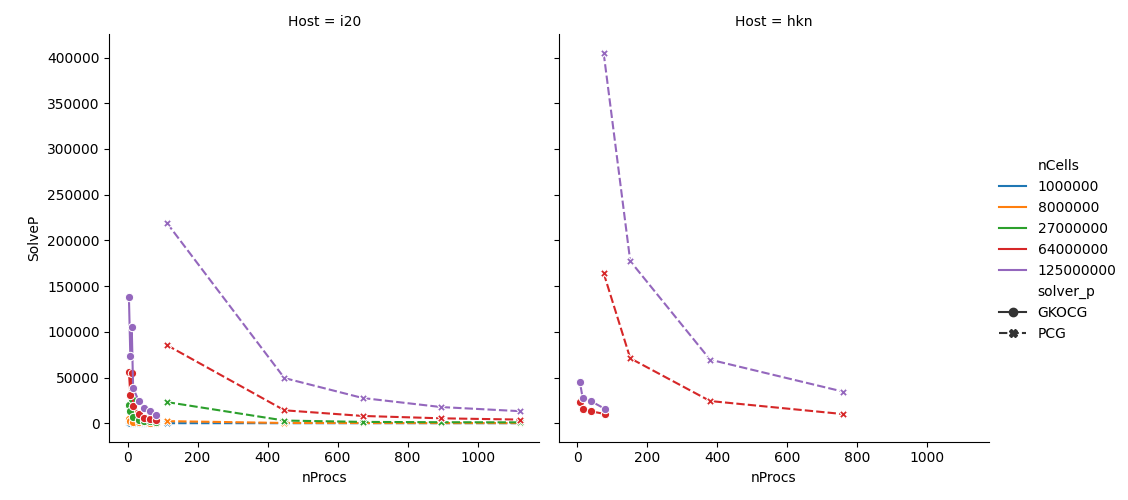 Host = i20
Host = hkn
400000
350000
300000
250000
200000
150000
100000
50000
0
SolveP
0
200
400
600
800
1000
nProcs
0
200
400
600
800
1000
nProcs
nCells
1000000
8000000
27000000
64000000
125000000
solver_p
GKOCG
PCG